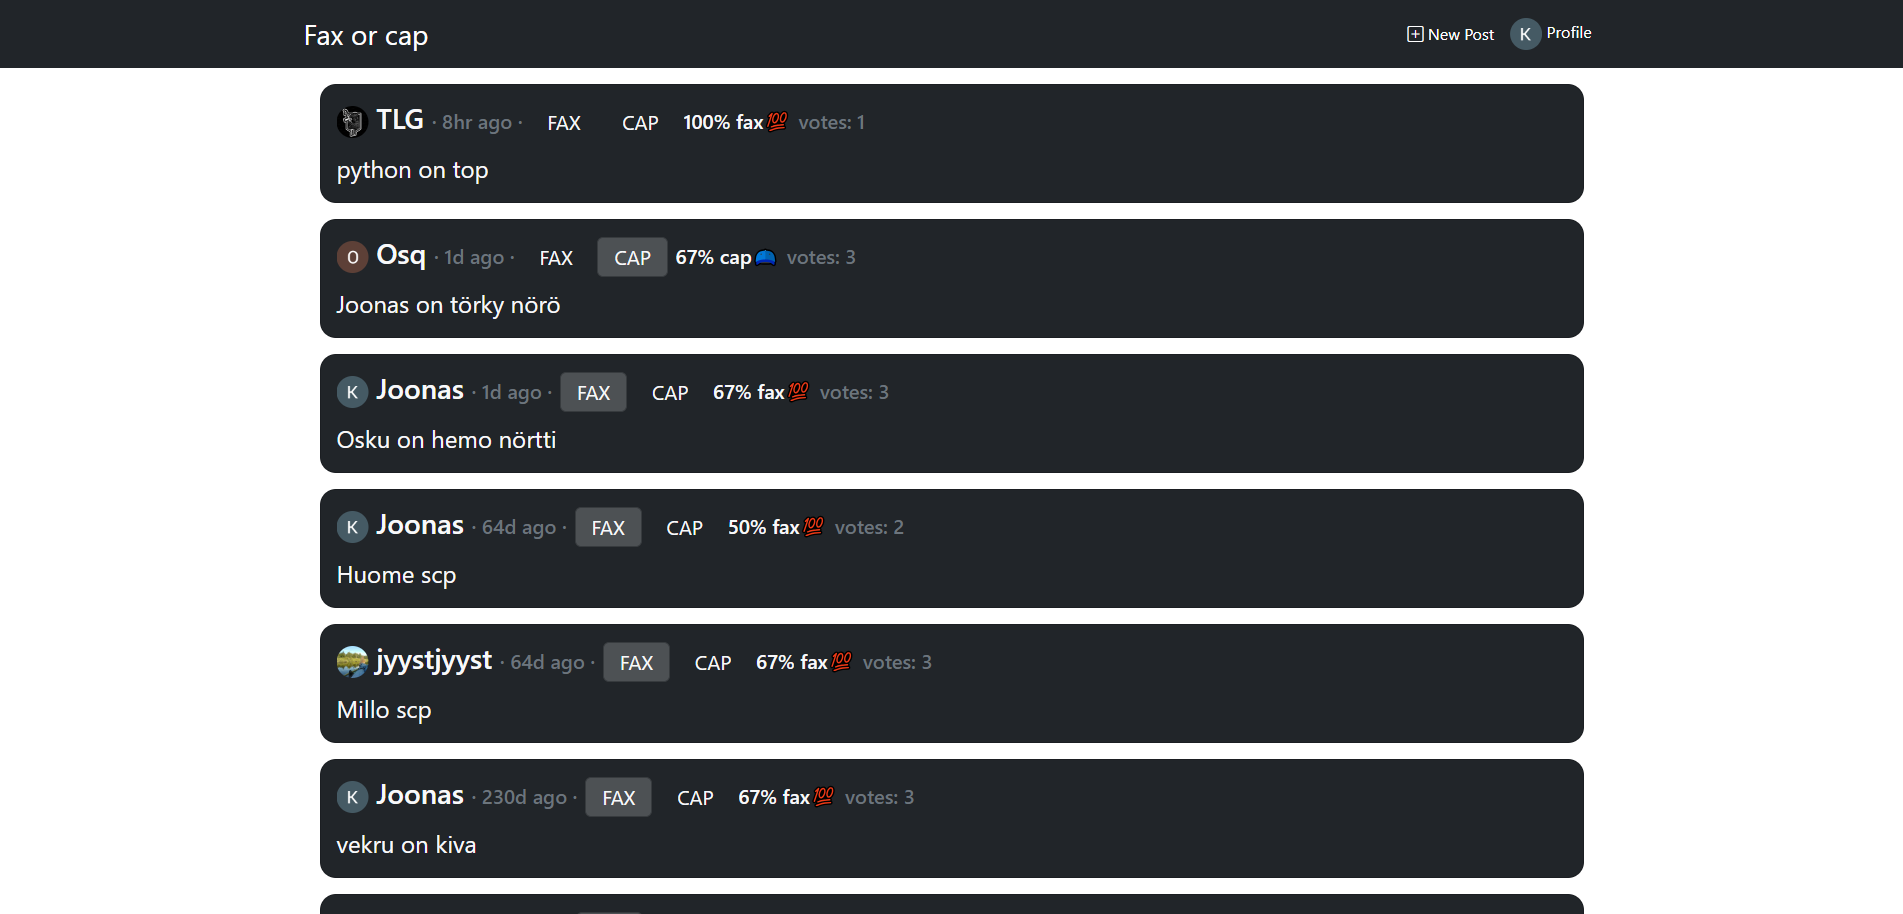 Fax or cap
New Post K Profile
TLG · 8hr ago · FAX CAP 100% fax💯 votes: 1
python on top
O Osq · 1d ago · FAX CAP 67% cap🧢 votes: 3
Joonas on törky nörö
K Joonas · 1d ago · FAX CAP 67% fax💯 votes: 3
Osku on hemo nörtti
K Joonas · 64d ago · FAX CAP 50% fax💯 votes: 2
Huome scp
jyystjyyst · 64d ago · FAX CAP 67% fax💯 votes: 3
Millo scp
K Joonas · 230d ago · FAX CAP 67% fax💯 votes: 3
vekru on kiva